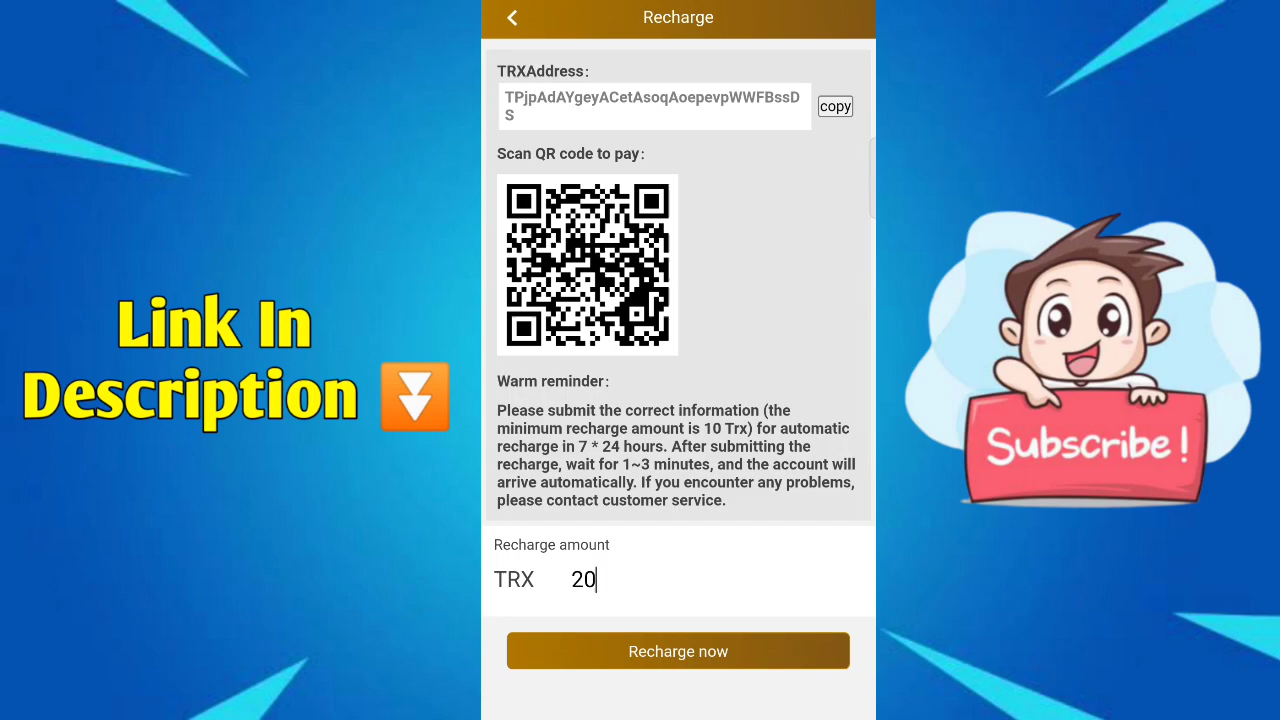 Recharge
TRXAddress:
TPjpAdAYgeyACetAsoqAoepevpWWFBssD
S
copy
Scan QR code to pay:
Warm reminder:
Please submit the correct information (the
minimum recharge amount is 10 Trx) for automatic
recharge in 7 * 24 hours. After submitting the
recharge, wait for 1~3 minutes, and the account will
arrive automatically. If you encounter any problems,
please contact customer service.
Recharge amount
TRX 20
Recharge now
Link In
Description
Subscribe !